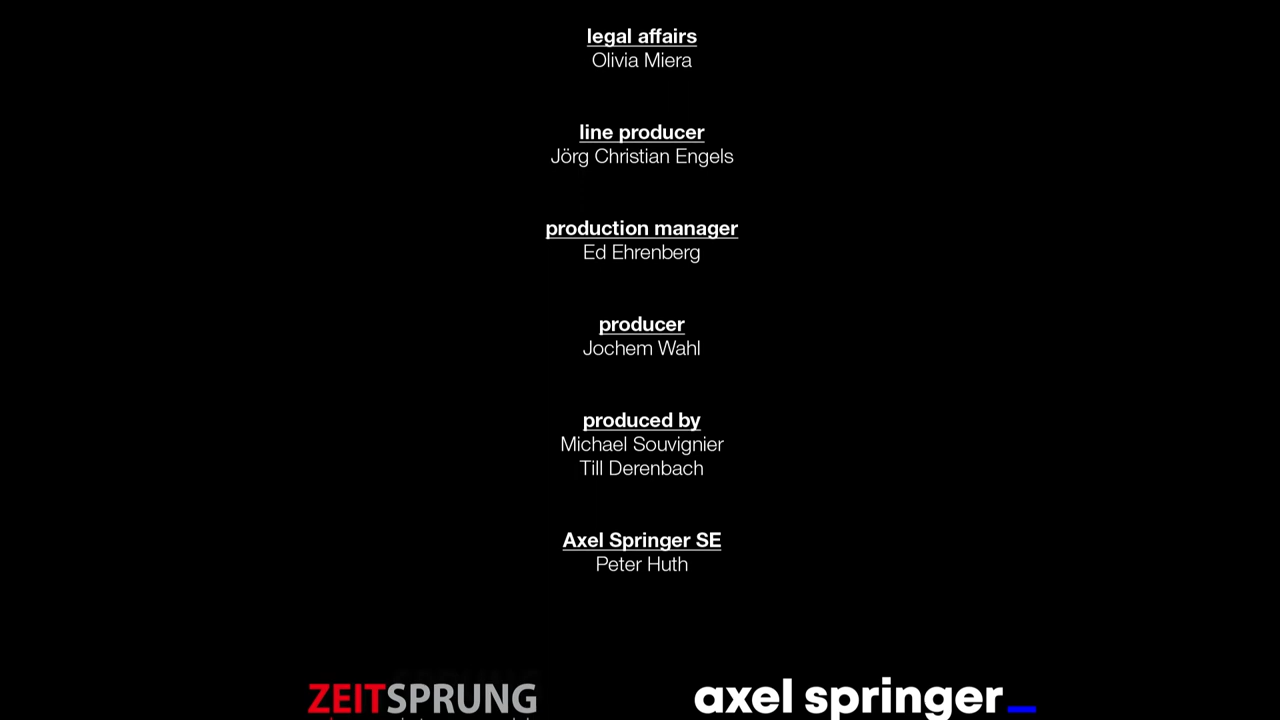 legal affairs
Olivia Miera
line producer
Jörg Christian Engels
production manager
Ed Ehrenberg
producer
Jochem Wahl
produced by
Michael Souvignier
Till Derenbach
Axel Springer SE
Peter Huth
ZEITSPRUNG
axel springer_